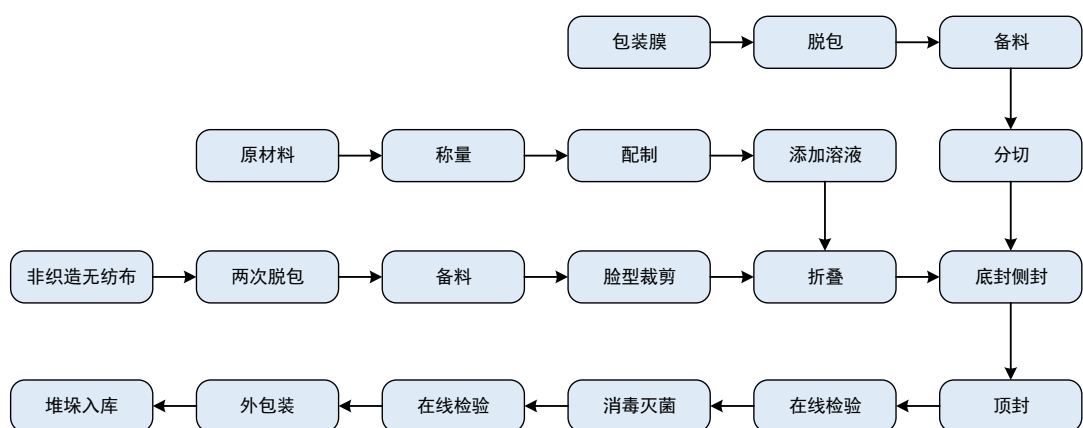 包装膜
脱包
备料
原材料
称量
配制
添加溶液
分切
非织造无纺布
两次脱包
备料
脸型裁剪
折叠
底封侧封
堆垛入库
外包装
在线检验
消毒灭菌
在线检验
顶封